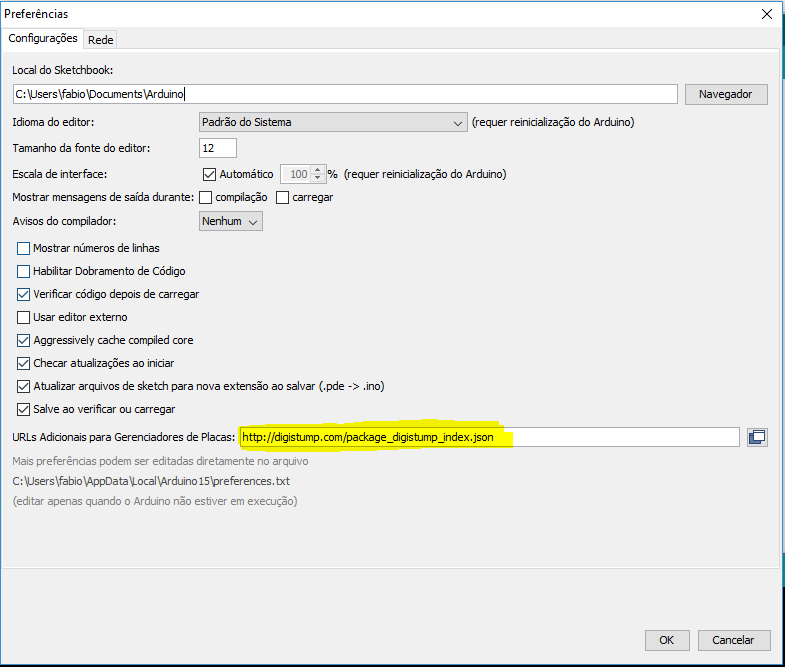 Preferências
Configurações Rede
Local do Sketchbook:
C:\Users\fabio\Documents\Arduino Navegador
Idioma do editor: Padrão do Sistema (requer reinicialização do Arduino)
Tamanho da fonte do editor: 12
Escala de interface: Automático 100 % (requer reinicialização do Arduino)
Mostrar mensagens de saída durante: compilação carregar
Avisos do compilador: Nenhum
Mostrar números de linhas
Habilitar Dobramento de Código
Verificar código depois de carregar
Usar editor externo
Aggressively cache compiled core
Checar atualizações ao iniciar
Atualizar arquivos de sketch para nova extensão ao salvar (.pde -> .ino)
Salve ao verificar ou carregar
URLs Adicionais para Gerenciadores de Placas: http://digistump.com/package_digistump_index.json
Mais preferências podem ser editadas diretamente no arquivo
C:\Users\fabio\AppData\Local\Arduino15\preferences.txt
(editar apenas quando o Arduino não estiver em execução)
OK Cancelar